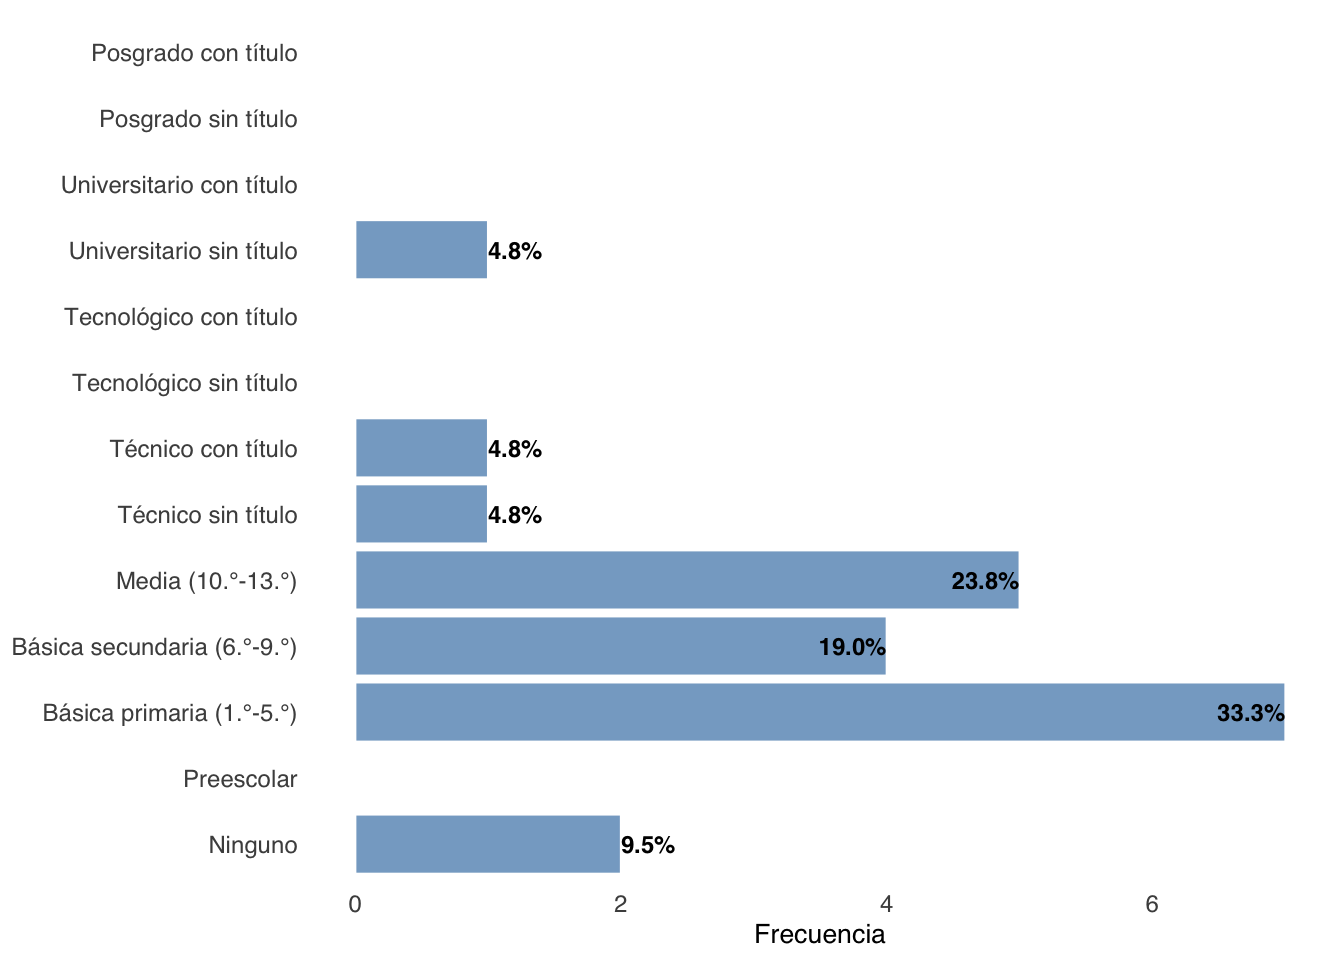 Posgrado con título
Posgrado sin título
Universitario con título
Universitario sin título
4.8%
Tecnológico con título
Tecnológico sin título
Técnico con título
4.8%
Técnico sin título
4.8%
Media (10.°-13.°)
23.8%
Básica secundaria (6.°-9.°)
19.0%
Básica primaria (1.°-5.°)
33.3%
Preescolar
Ninguno
9.5%
0 2 4 6
Frecuencia